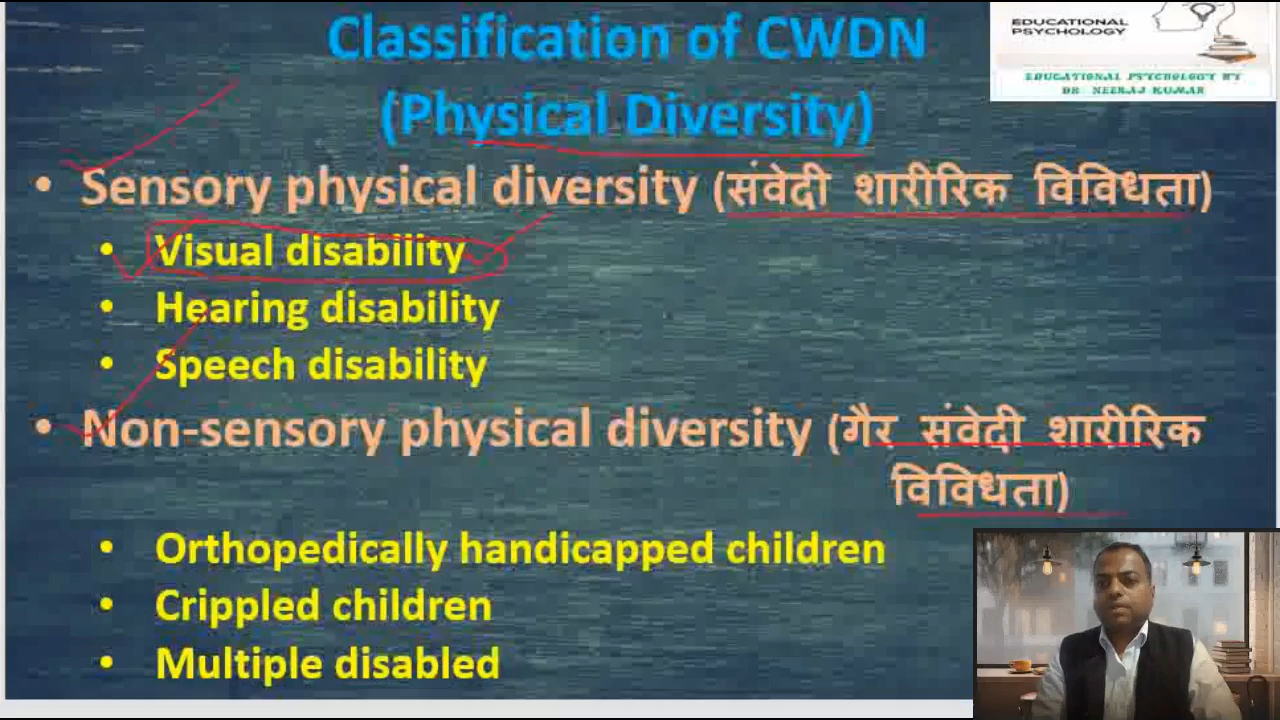 Classification of CWDN
(Physical Diversity)
EDUCATIONAL
PSYCHOLOGY
EDUCATIONAL PSYCHOLOGY BY
DR NEERAJ KUMAR
• Sensory physical diversity (संवेदी शारीरिक विविधता)
• Visual disability
• Hearing disability
• Speech disability
• Non-sensory physical diversity (गैर संवेदी शारीरिक
विविधता)
• Orthopedically handicapped children
• Crippled children
• Multiple disabled